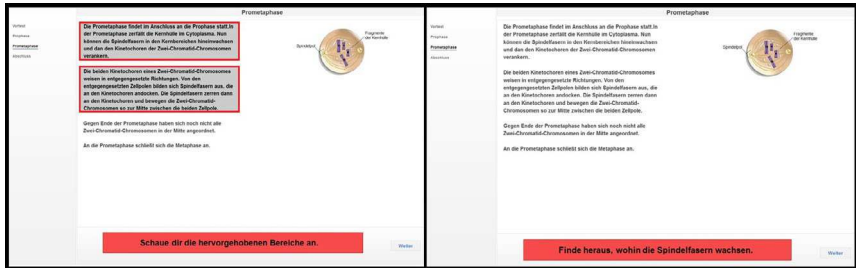 Prometaphase
Vortest
Prophase
Prometaphase
Abschluss
Die Prometaphase findet im Anschluss an die Prophase statt.In
der Prometaphase zerfällt die Kernhülle im Cytoplasma. Nun
können die Spindelfasern in den Kernbereichen hineinwachsen
und dan den Kinetochoren der Zwei-Chromatid-Chromosomen
verankern.
Die beiden Kinetochoren eines Zwei-Chromatid-Chromosomes
weisen in entgegengesetzte Richtungen. Von den
entgegengesetzten Zellpolen bilden sich Spindelfasern aus, die
an den Kinetochoren andocken. Die Spindelfasern zerren dann
an den Kinetochoren und bewegen die Zwei-Chromatid-
Chromosomen so zur Mitte zwischen die beiden Zellpole.
Gegen Ende der Prometaphase haben sich noch nicht alle
Zwei-Chromatid-Chromosomen in der Mitte angeordnet.
An die Prometaphase schließt sich die Metaphase an.
Spindelpol
Fragmente
der Kernhülle
Schaue dir die hervorgehobenen Bereiche an.
Weiter
Prometaphase
Vortest
Prophase
Prometaphase
Abschluss
Die Prometaphase findet im Anschluss an die Prophase statt.In
der Prometaphase zerfällt die Kernhülle im Cytoplasma. Nun
können die Spindelfasern in den Kernbereichen hineinwachsen
und dan den Kinetochoren der Zwei-Chromatid-Chromosomen
verankern.
Die beiden Kinetochoren eines Zwei-Chromatid-Chromosomes
weisen in entgegengesetzte Richtungen. Von den
entgegengesetzten Zellpolen bilden sich Spindelfasern aus, die
an den Kinetochoren andocken. Die Spindelfasern zerren dann
an den Kinetochoren und bewegen die Zwei-Chromatid-
Chromosomen so zur Mitte zwischen die beiden Zellpole.
Gegen Ende der Prometaphase haben sich noch nicht alle
Zwei-Chromatid-Chromosomen in der Mitte angeordnet.
An die Prometaphase schließt sich die Metaphase an.
Spindelpol
Fragmente
der Kernhülle
Finde heraus, wohin die Spindelfasern wachsen.
Weiter